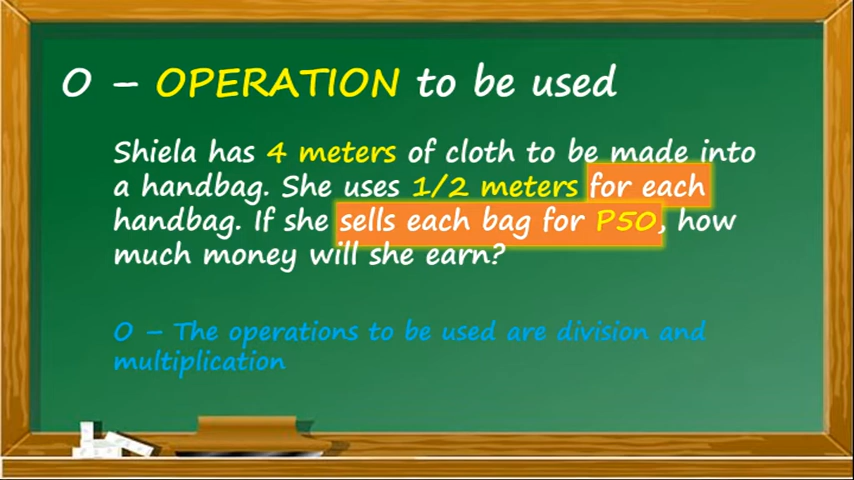 O – OPERATION to be used
Shiela has 4 meters of cloth to be made into
a handbag. She uses 1/2 meters for each
handbag. If she sells each bag for P50, how
much money will she earn?
O – The operations to be used are division and
multiplication